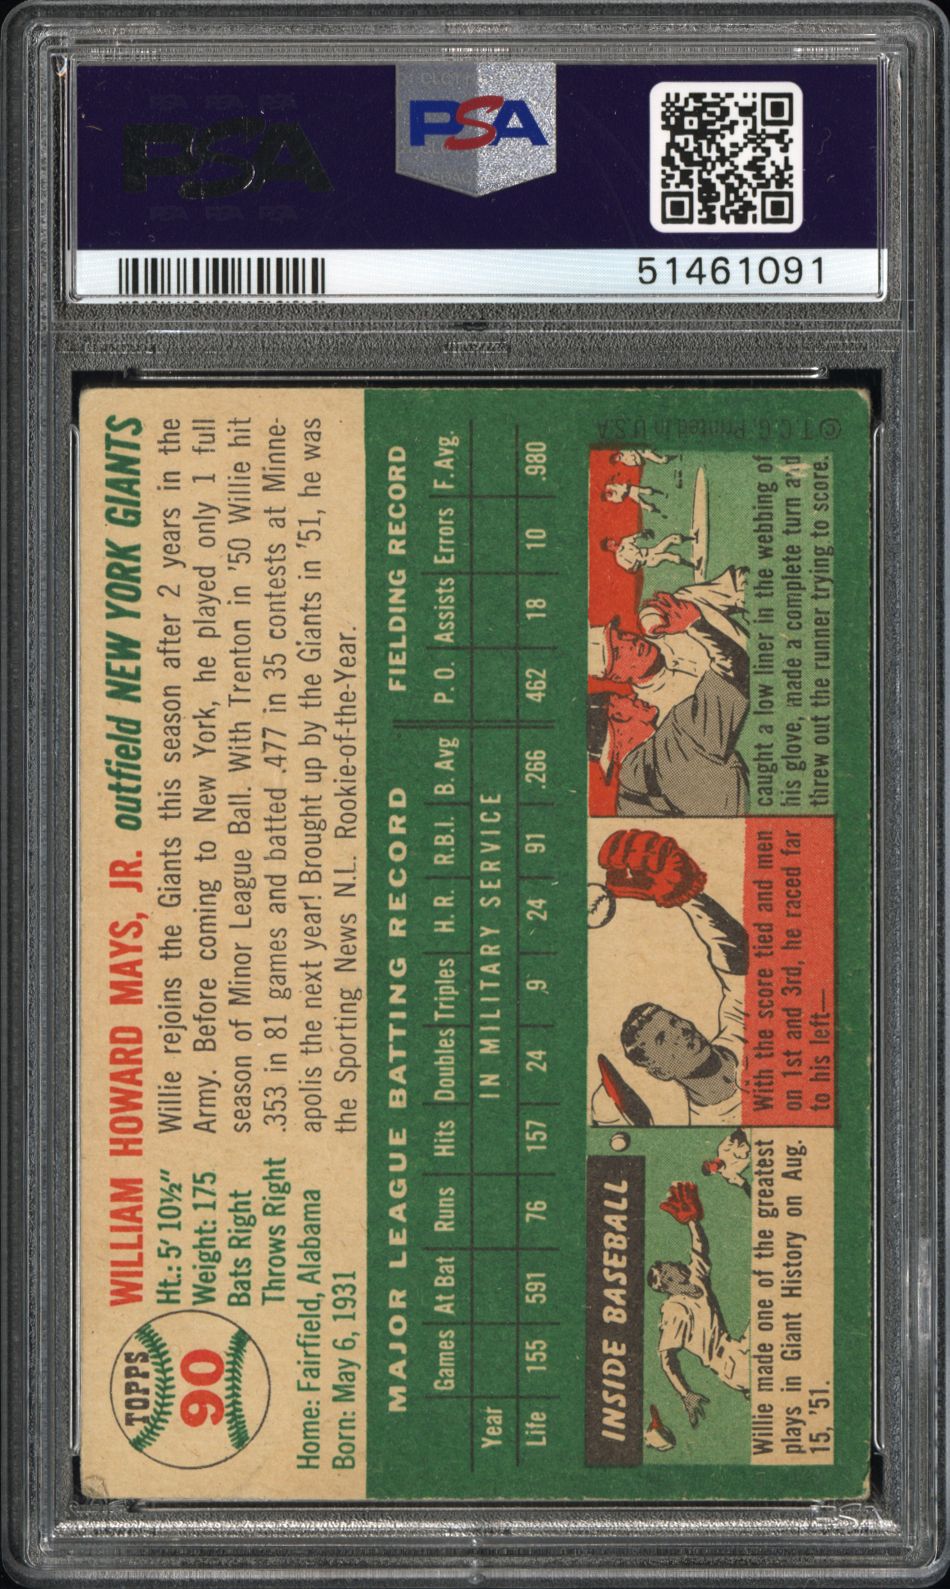 PSA
PSA
51461091
TOPPS
90
WILLIAM HOWARD MAYS, JR. outfield NEW YORK GIANTS
Ht.: 5' 10½"
Weight: 175
Bats Right
Throws Right
Home: Fairfield, Alabama
Born: May 6, 1931
Willie rejoins the Giants this season after 2 years in the
Army. Before coming to New York, he played only 1 full
season of Minor League Ball. With Trenton in '50 Willie hit
.353 in 81 games and batted .477 in 35 contests at Minne-
apolis the next year! Brought up by the Giants in '51, he was
the Sporting News N.L. Rookie-of-the-Year.
MAJOR LEAGUE BATTING RECORD FIELDING RECORD
Games At Bat Runs Hits Doubles Triples H.R. R.B.I. B. Avg P.O. Assists Errors F. Avg.
Year IN MILITARY SERVICE
Life 155 591 76 157 24 9 24 91 .266 462 18 10 .980
INSIDE BASEBALL
Willie made one of the greatest
plays in Giant History on Aug.
15, '51.
With the score tied and men
on 1st and 3rd, he raced far
to his left—
caught a low liner in the webbing of
his glove, made a complete turn and
threw out the runner trying to score.
© T.C.G. Printed in U.S.A